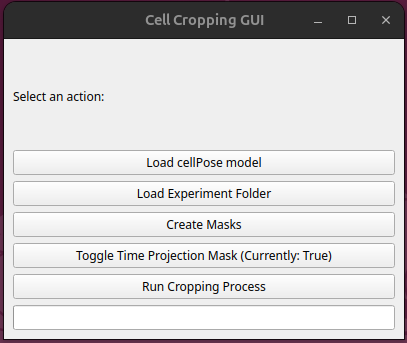 Cell Cropping GUI
Select an action:
Load cellPose model
Load Experiment Folder
Create Masks
Toggle Time Projection Mask (Currently: True)
Run Cropping Process